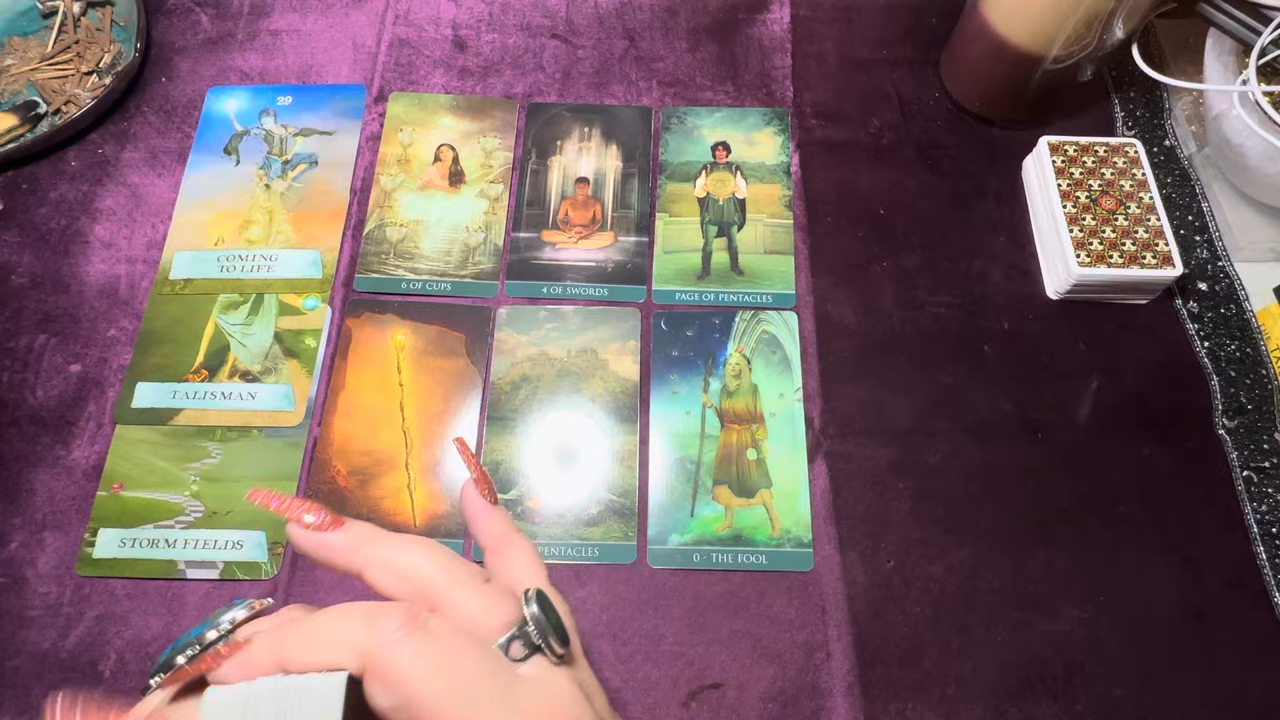 29
COMING
TO LIFE
TALISMAN
STORM FIELDS
6 OF CUPS
4 OF SWORDS
PAGE OF PENTACLES
PENTACLES
0 - THE FOOL